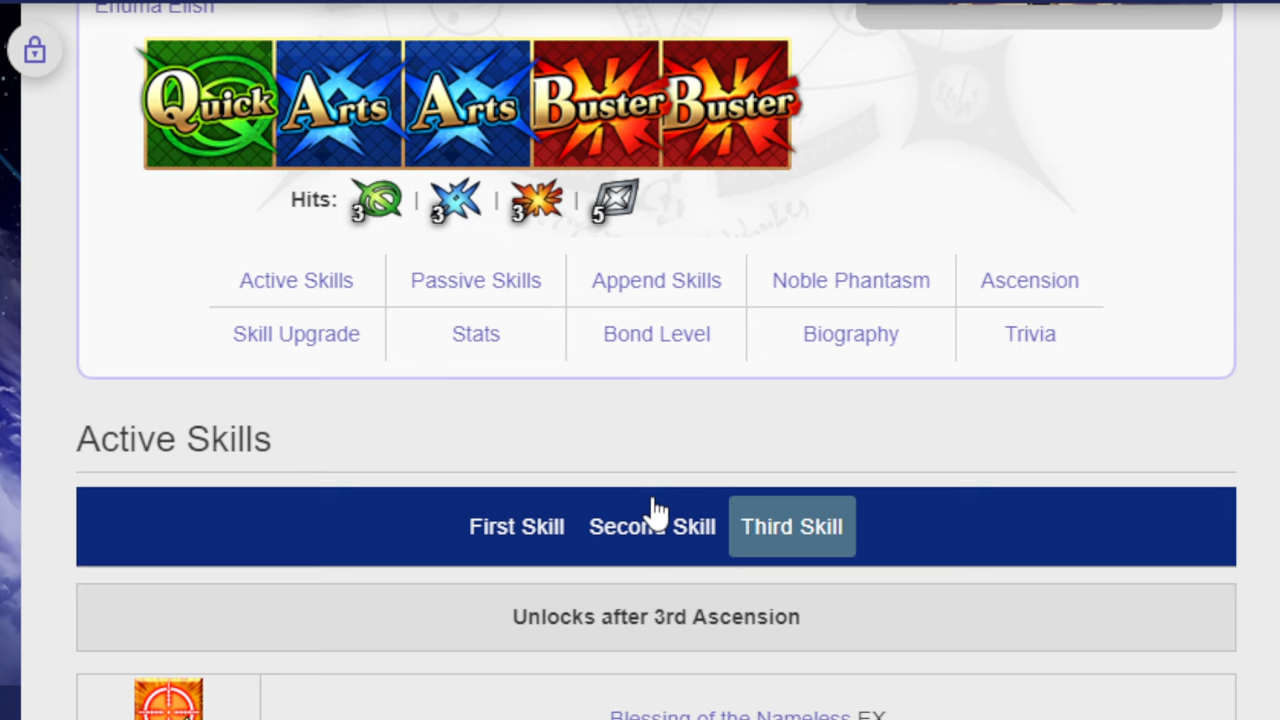 Enuma Elish
Quick Arts Arts Buster Buster
Hits: 3 | 3 | 3 | 5
Active Skills Passive Skills Append Skills Noble Phantasm Ascension
Skill Upgrade Stats Bond Level Biography Trivia
Active Skills
First Skill Second Skill Third Skill
Unlocks after 3rd Ascension
Blessing of the Nameless EX